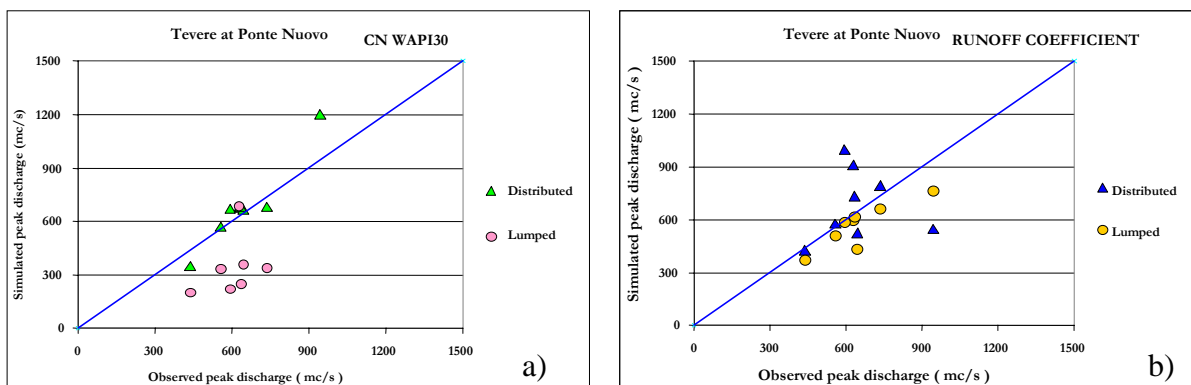 Tevere at Ponte Nuovo CN WAPI30
Simulated peak discharge (mc/s)
1500
1200
900
600
300
0
0 300 600 900 1200 1500
Observed peak discharge ( mc/s )
Distributed
Lumped
a)
Tevere at Ponte Nuovo RUNOFF COEFFICIENT
Simulated peak discharge ( mc/s )
1500
1200
900
600
300
0
0 300 600 900 1200 1500
Observed peak discharge ( mc/s )
Distributed
Lumped
b)